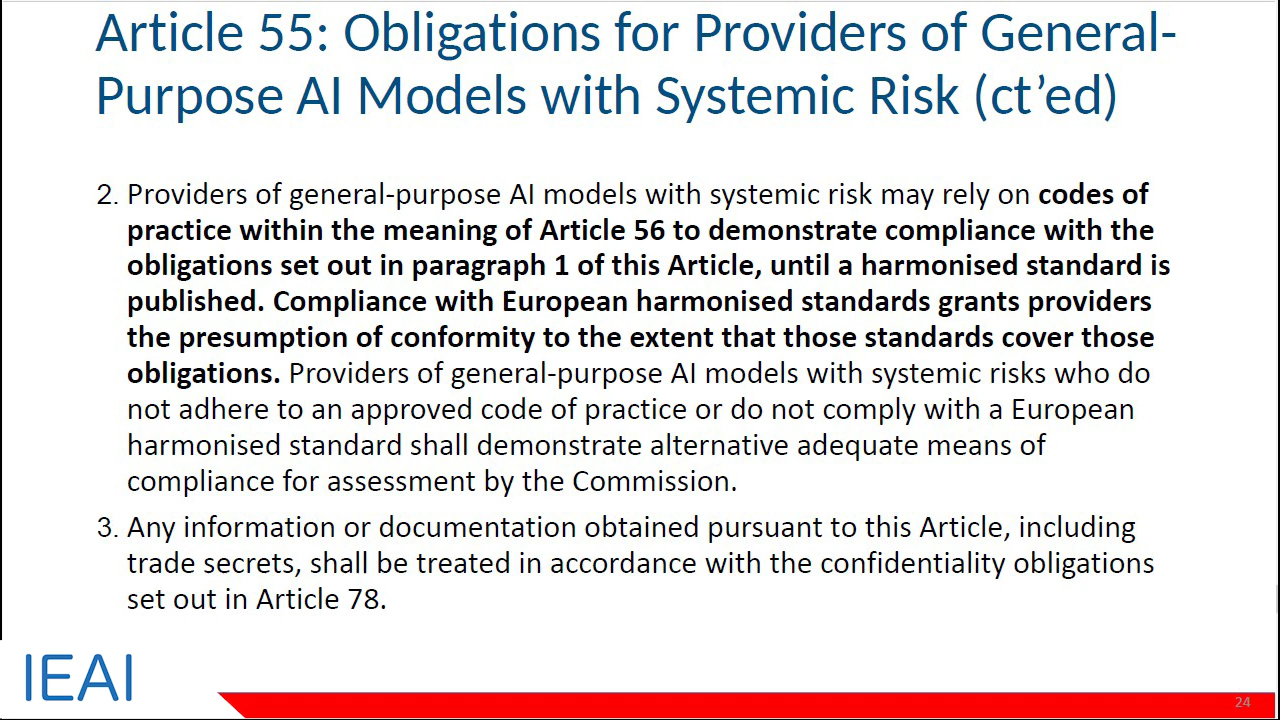 Article 55: Obligations for Providers of General-
Purpose AI Models with Systemic Risk (ct’ed)
2. Providers of general-purpose AI models with systemic risk may rely on codes of
practice within the meaning of Article 56 to demonstrate compliance with the
obligations set out in paragraph 1 of this Article, until a harmonised standard is
published. Compliance with European harmonised standards grants providers
the presumption of conformity to the extent that those standards cover those
obligations. Providers of general-purpose AI models with systemic risks who do
not adhere to an approved code of practice or do not comply with a European
harmonised standard shall demonstrate alternative adequate means of
compliance for assessment by the Commission.
3. Any information or documentation obtained pursuant to this Article, including
trade secrets, shall be treated in accordance with the confidentiality obligations
set out in Article 78.
IEAI
24